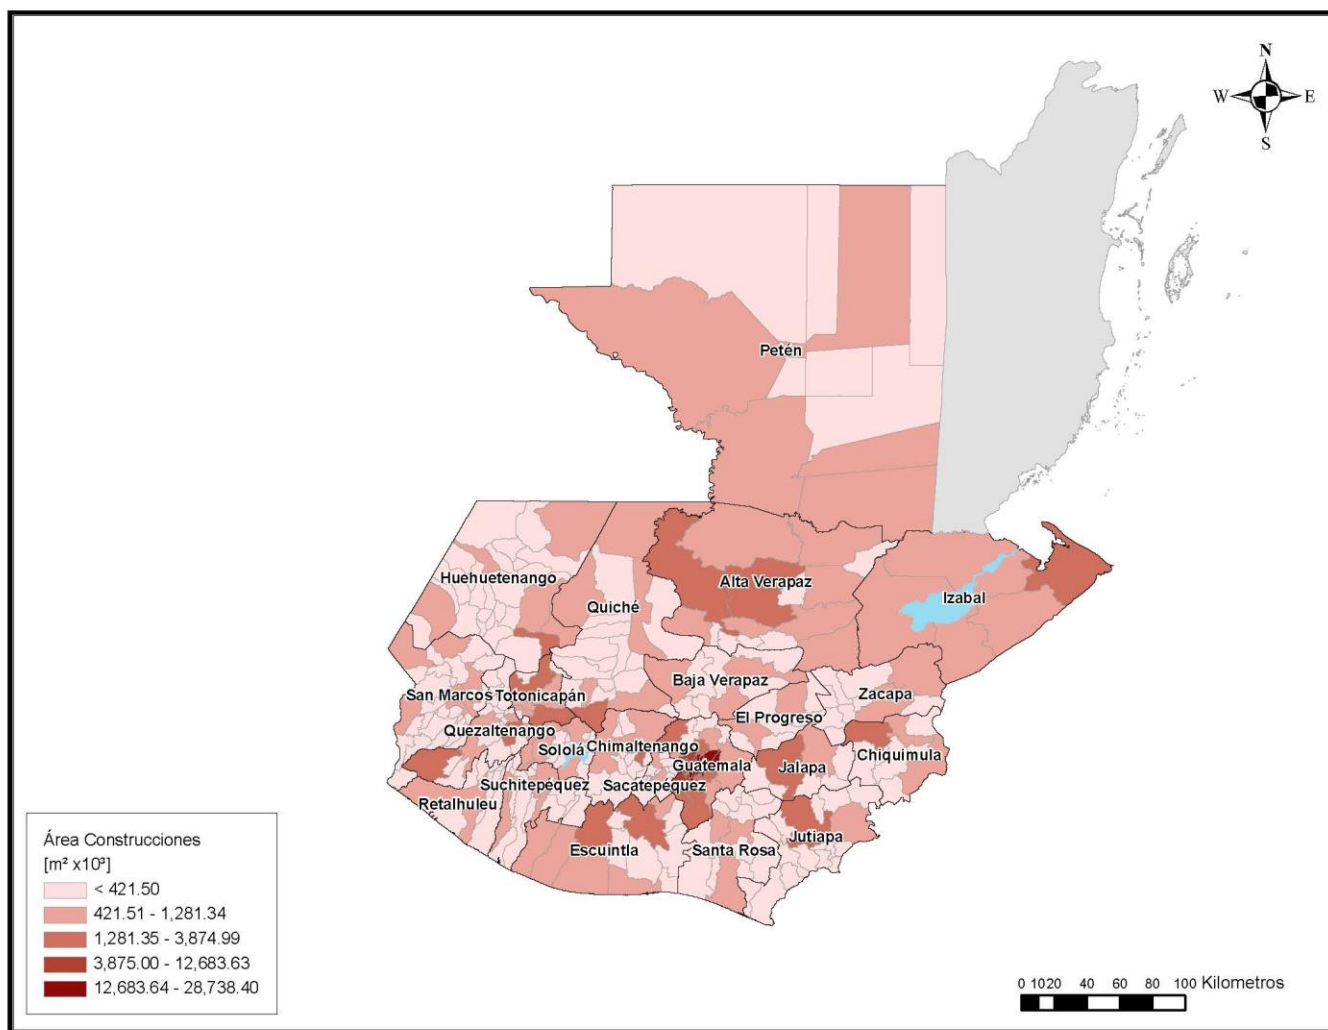 N
W E
S
Petén
Huehuetenango
Quiché
Alta Verapaz
Izabal
San Marcos
Totonicapán
Baja Verapaz
Zacapa
El Progreso
Quezaltenango
Sololá
Chimaltenango
Guatemala
Jalapa
Chiquimula
Suchitepéquez
Sacatepéquez
Retalhuleu
Escuintla
Santa Rosa
Jutiapa
Área Construcciones
[m² x10³]
< 421.50
421.51 - 1,281.34
1,281.35 - 3,874.99
3,875.00 - 12,683.63
12,683.64 - 28,738.40
0 10 20 40 60 80 100 Kilometros